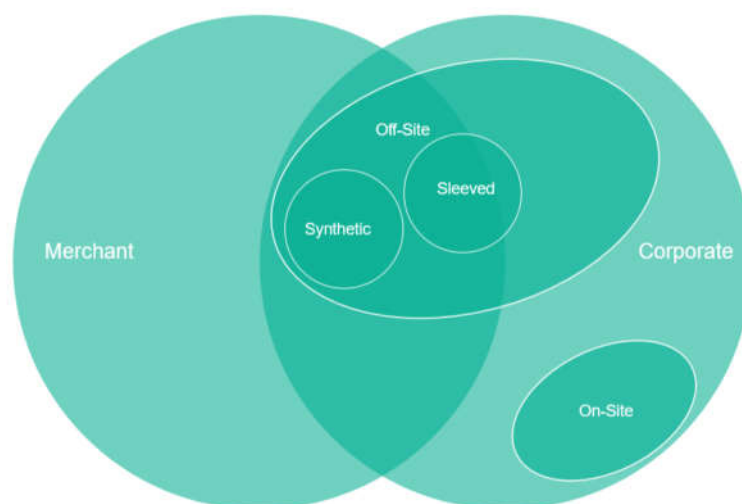 Off-Site
Sleeved
Synthetic
Merchant
Corporate
On-Site